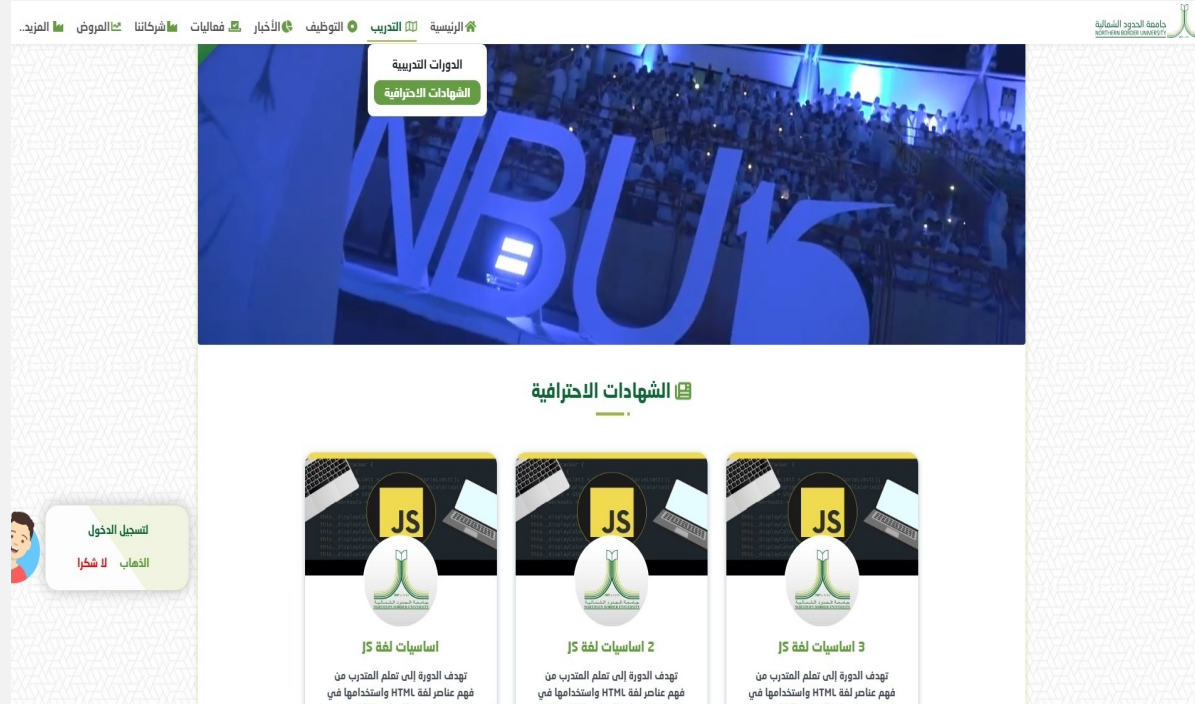 جامعة الحدود الشمالية
NORTHERN BORDER UNIVERSITY
الرئيسية
التدريب
التوظيف
الأخبار
فعاليات
شركائنا
العروض
المزيد..
الدورات التدريبية
الشهادات الاحترافية
NBU
الشهادات الاحترافية
JS
JS
JS
3 اساسيات لغة JS
تهدف الدورة إلى تعلم المتدرب من
فهم عناصر لغة HTML واستخدامها في
2 اساسيات لغة JS
تهدف الدورة إلى تعلم المتدرب من
فهم عناصر لغة HTML واستخدامها في
اساسيات لغة JS
تهدف الدورة إلى تعلم المتدرب من
فهم عناصر لغة HTML واستخدامها في
لتسجيل الدخول
الذهاب لا شكرا